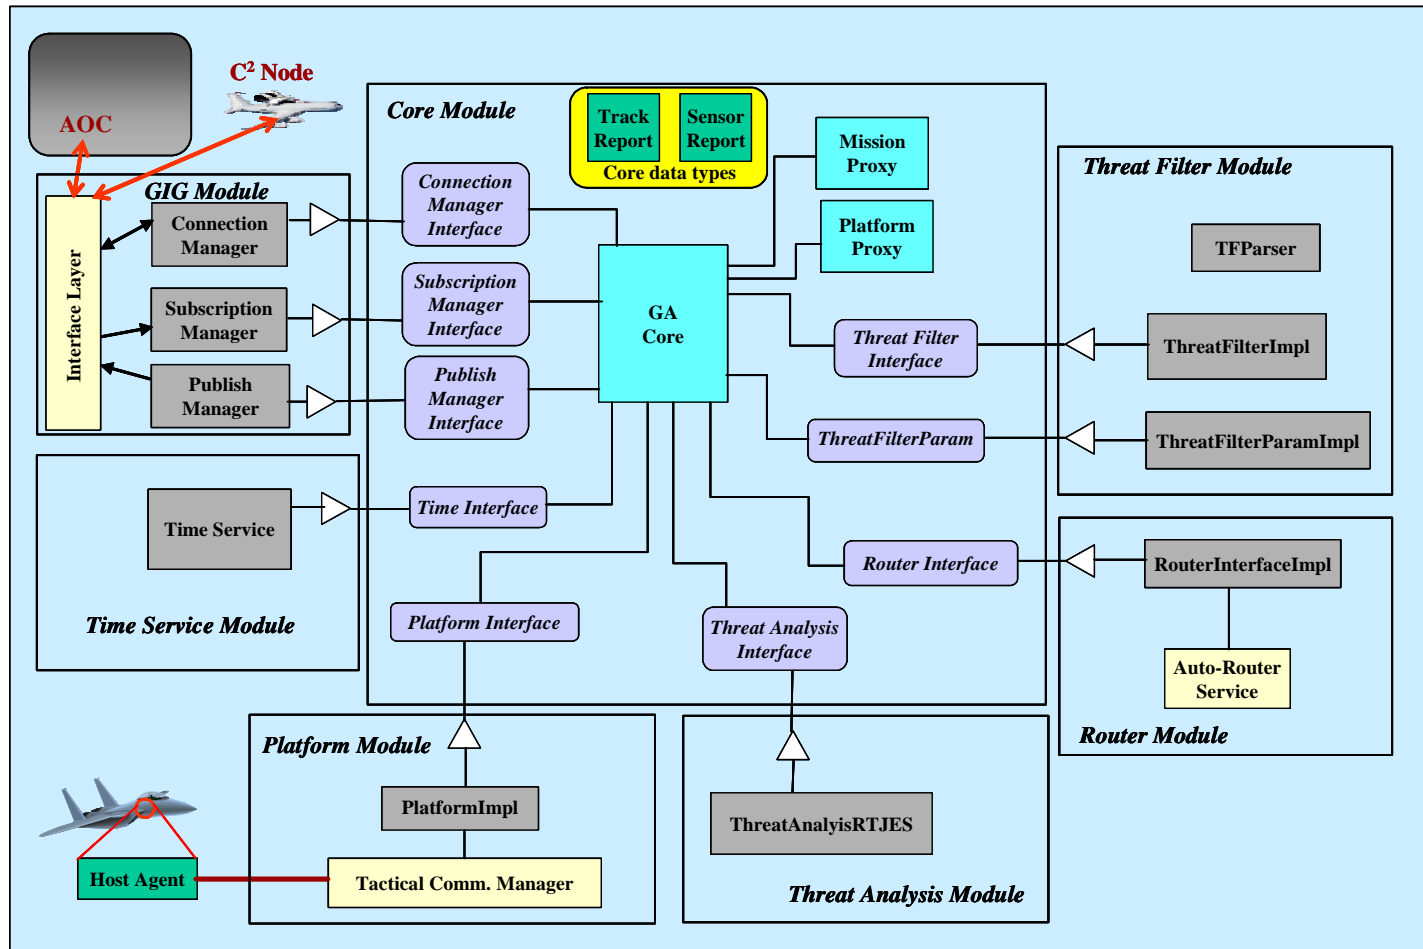 AOC
C² Node
GIG Module
Interface Layer
Connection
Manager
Subscription
Manager
Publish
Manager
Core Module
Track
Report
Sensor
Report
Core data types
Connection
Manager
Interface
Subscription
Manager
Interface
Publish
Manager
Interface
GA
Core
Mission
Proxy
Platform
Proxy
Threat Filter
Interface
ThreatFilterParam
Time Interface
Router Interface
Platform Interface
Threat Analysis
Interface
Threat Filter Module
TFParser
ThreatFilterImpl
ThreatFilterParamImpl
Time Service
Time Service Module
RouterInterfaceImpl
Auto-Router
Service
Router Module
Platform Module
PlatformImpl
Tactical Comm. Manager
Host Agent
ThreatAnalyisRTJES
Threat Analysis Module